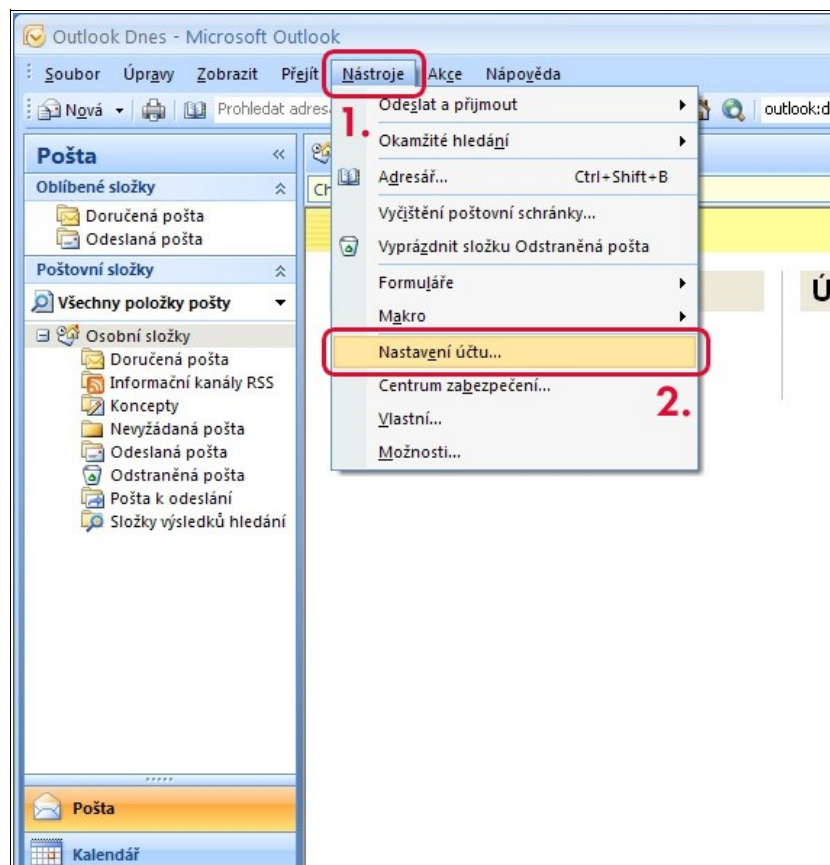 Outlook Dnes - Microsoft Outlook
Soubor Úpravy Zobrazit Přejít Nástroje Akce Nápověda
Nová Prohledat adres outlook:d
1.
Odeslat a přijmout
Okamžité hledání
Adresář... Ctrl+Shift+B
Vyčištění poštovní schránky...
Vyprázdnit složku Odstraněná pošta
Formuláře
Makro
Nastavení účtu...
2.
Centrum zabezpečení...
Vlastní...
Možnosti...
Pošta
Oblíbené složky
Doručená pošta
Odeslaná pošta
Poštovní složky
Všechny položky pošty
Osobní složky
Doručená pošta
Informační kanály RSS
Koncepty
Nevyžádaná pošta
Odeslaná pošta
Odstraněná pošta
Pošta k odeslání
Složky výsledků hledání
Ch
Ú
Pošta
Kalendář